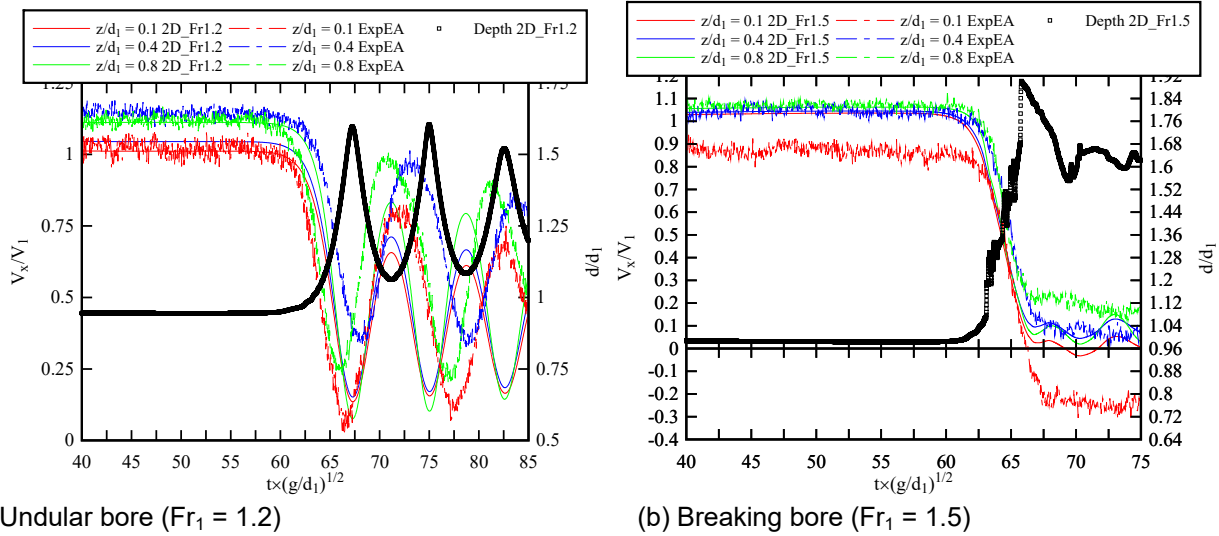 z/d1 = 0.1 2D_Fr1.2 z/d1 = 0.1 ExpEA Depth 2D_Fr1.2
z/d1 = 0.4 2D_Fr1.2 z/d1 = 0.4 ExpEA
z/d1 = 0.8 2D_Fr1.2 z/d1 = 0.8 ExpEA
1.25 1.75
1 1.5
0.75 1.25
0.5 1
0.25 0.75
0 0.5
Vx/V1
d/d1
40 45 50 55 60 65 70 75 80 85
t×(g/d1)^1/2
Undular bore (Fr1 = 1.2)
z/d1 = 0.1 2D_Fr1.5 z/d1 = 0.1 ExpEA Depth 2D_Fr1.5
z/d1 = 0.4 2D_Fr1.5 z/d1 = 0.4 ExpEA
z/d1 = 0.8 2D_Fr1.5 z/d1 = 0.8 ExpEA
1.2 1.92
1.1 1.84
1 1.76
0.9 1.68
0.8 1.6
0.7 1.52
0.6 1.44
0.5 1.36
0.4 1.28
0.3 1.2
0.2 1.12
0.1 1.04
0 0.96
-0.1 0.88
-0.2 0.8
-0.3 0.72
-0.4 0.64
Vx/V1
d/d1
40 45 50 55 60 65 70 75
t×(g/d1)^1/2
(b) Breaking bore (Fr1 = 1.5)